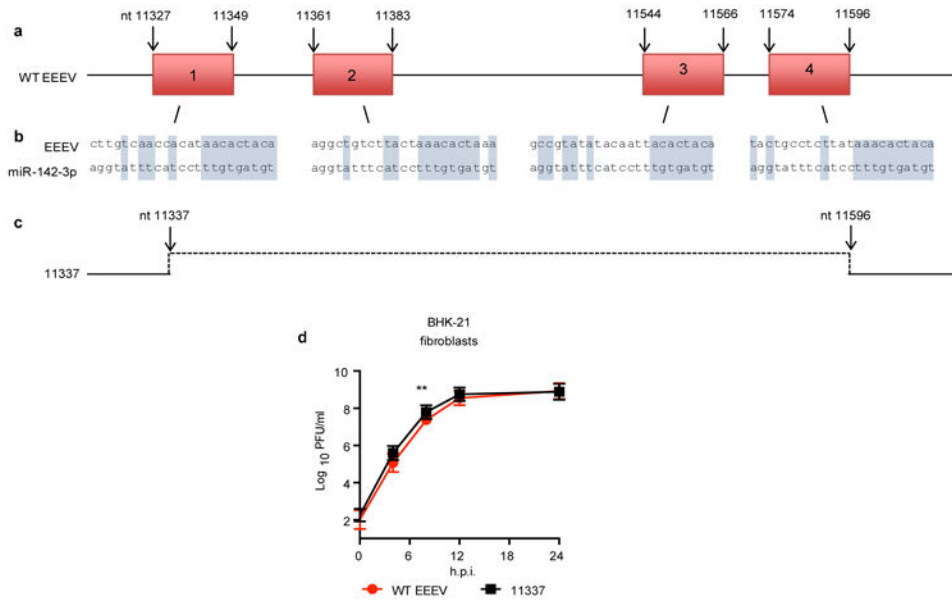 nt 11327 11349 11361 11383 11544 11566 11574 11596
a
WT EEEV 1 2 3 4
b
EEEV cttgtcaaccacataacactaca aggctgtcttactaaacactaaa gccgtatatacaattacactaca tactgcctcttataaacactaca
miR-142-3p aggtatttcatcctttgtgatgt aggtatttcatcctttgtgatgt aggtatttcatcctttgtgatgt aggtatttcatcctttgtgatgt
c
nt 11337 nt 11596
11337
d
BHK-21
fibroblasts
Log 10 PFU/ml
10
8
6
4
2
**
0 6 12 18 24
h.p.i.
WT EEEV 11337